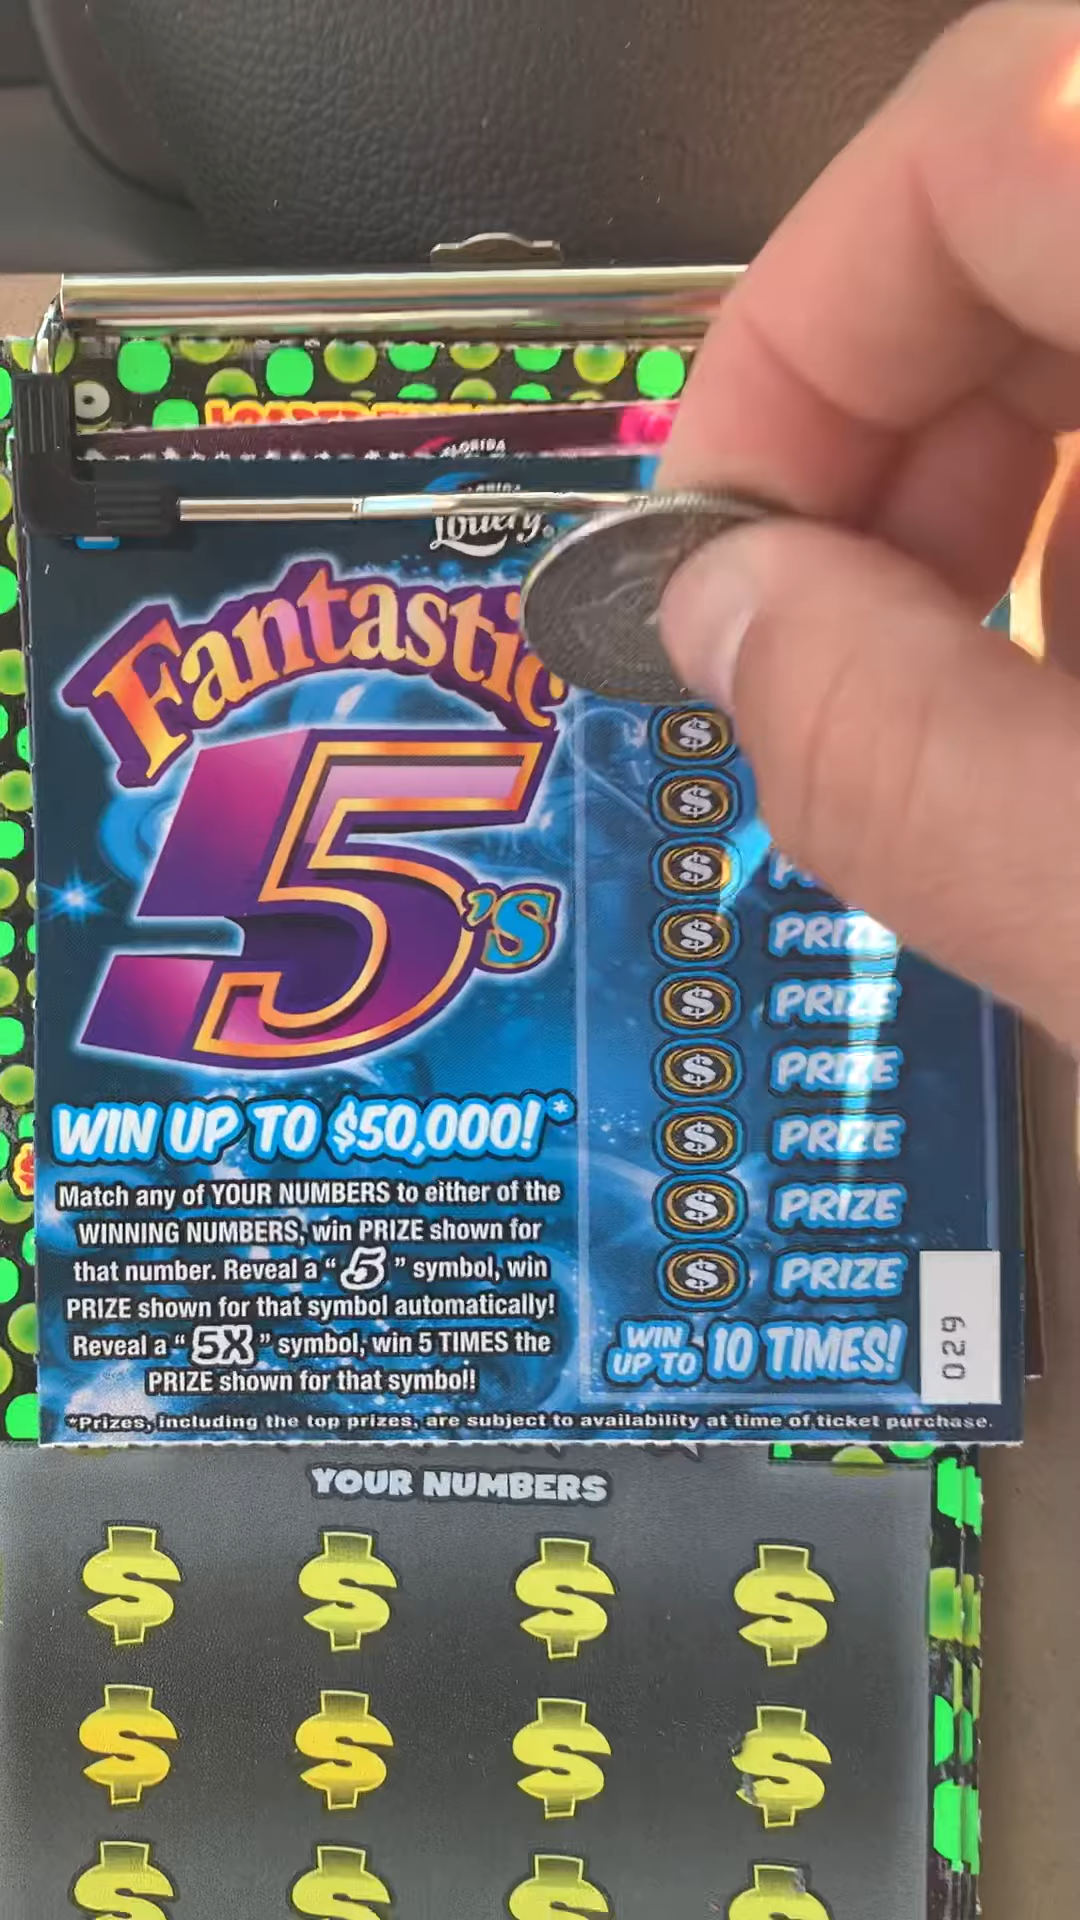 FLORIDA
Lottery
Fantastic
5's
WIN UP TO $50,000!*
Match any of YOUR NUMBERS to either of the
WINNING NUMBERS, win PRIZE shown for
that number. Reveal a "5" symbol, win
PRIZE shown for that symbol automatically!
Reveal a "5X" symbol, win 5 TIMES the
PRIZE shown for that symbol!
PRIZE
PRIZE
PRIZE
PRIZE
PRIZE
PRIZE
WIN UP TO 10 TIMES!
029
*Prizes, including the top prizes, are subject to availability at time of ticket purchase.
YOUR NUMBERS